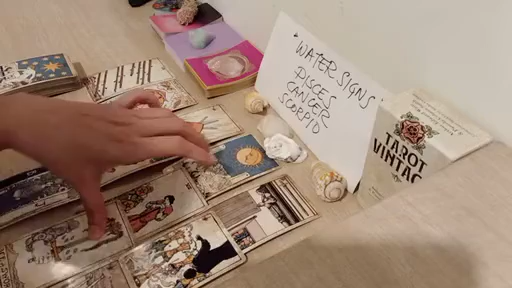 "WATER SIGNS
PISCES
CANCER
SCORPIO
TAROT
VINTAG